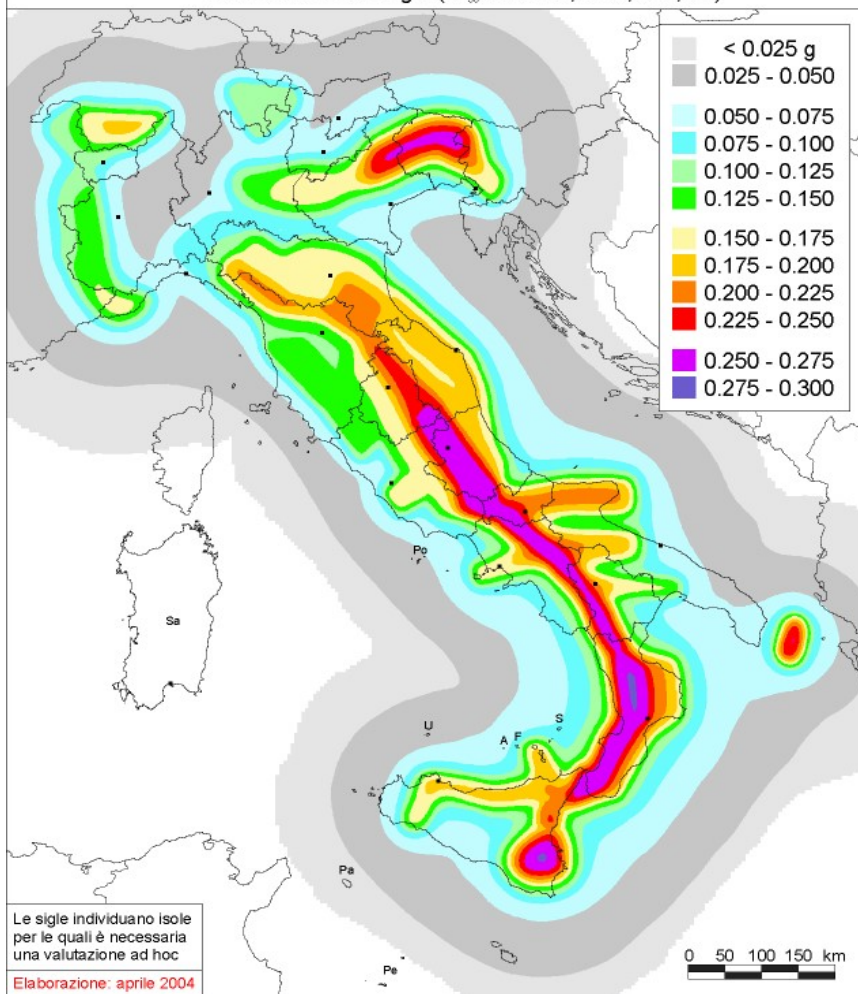 < 0.025 g
0.025 - 0.050
0.050 - 0.075
0.075 - 0.100
0.100 - 0.125
0.125 - 0.150
0.150 - 0.175
0.175 - 0.200
0.200 - 0.225
0.225 - 0.250
0.250 - 0.275
0.275 - 0.300
Po
Sa
U
A
F
S
Pa
Pe
Le sigle individuano isole
per le quali è necessaria
una valutazione ad hoc
Elaborazione: aprile 2004
0 50 100 150 km